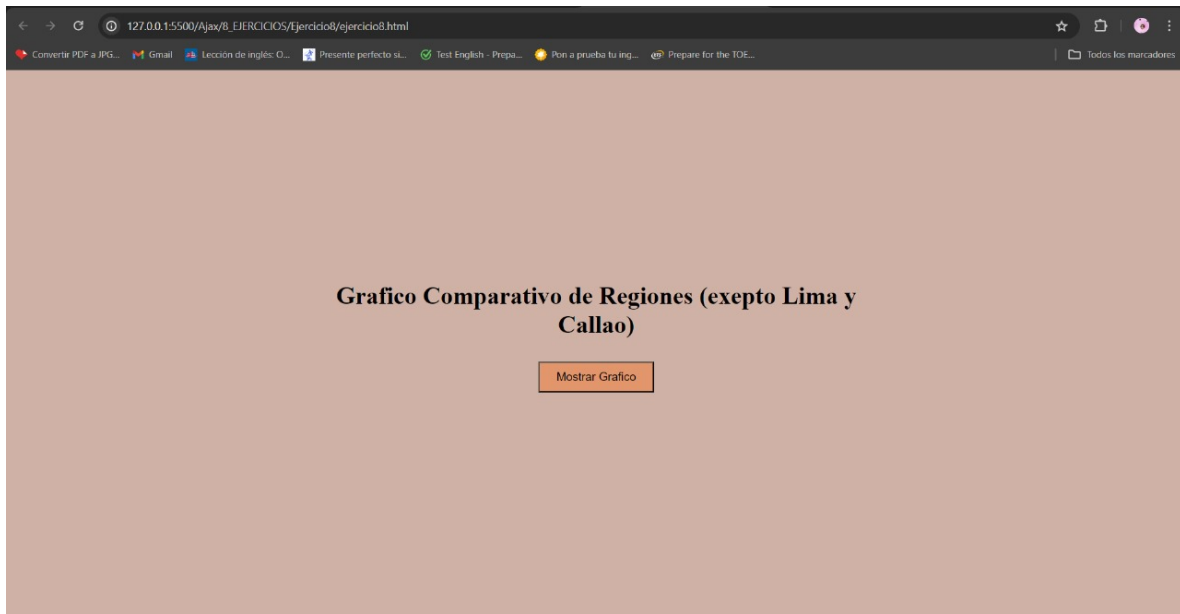 127.0.0.1:5500/Ajax/8_EJERCICIOS/Ejercicio8/ejercicio8.html
Convertir PDF a JPG... Gmail Lección de inglés: O... Presente perfecto si... Test English - Prepa... Pon a prueba tu ing... Prepare for the TOE... Todos los marcadores
Grafico Comparativo de Regiones (exepto Lima y
Callao)
Mostrar Grafico